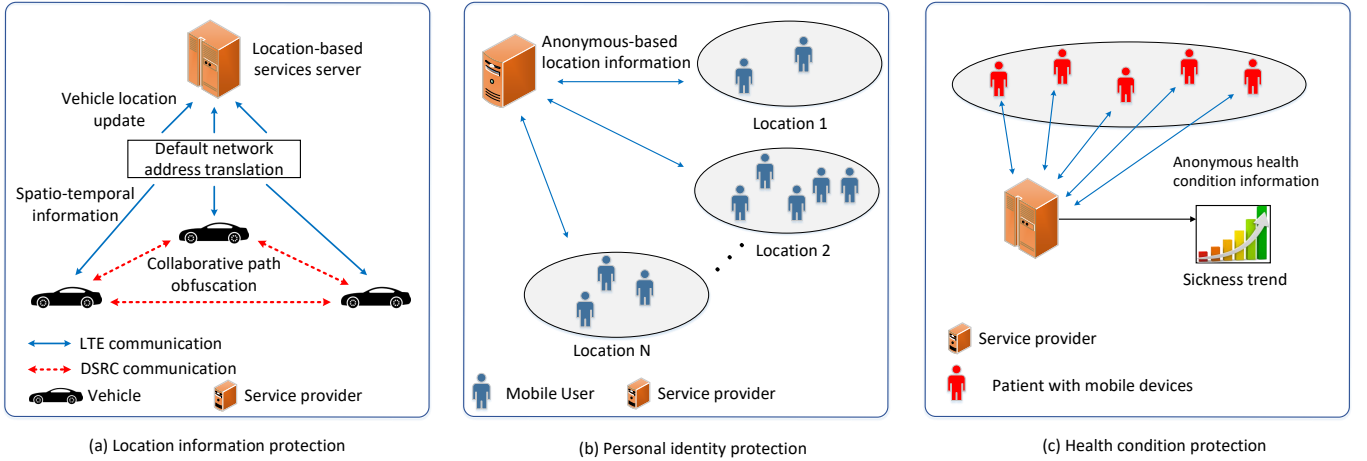 Location-based
services server
Vehicle location
update
Default network
address translation
Spatio-temporal
information
Collaborative path
obfuscation
LTE communication
DSRC communication
Vehicle
Service provider
(a) Location information protection
Anonymous-based
location information
Location 1
Location 2
Location N
Mobile User
Service provider
(b) Personal identity protection
Anonymous health
condition information
Sickness trend
Service provider
Patient with mobile devices
(c) Health condition protection